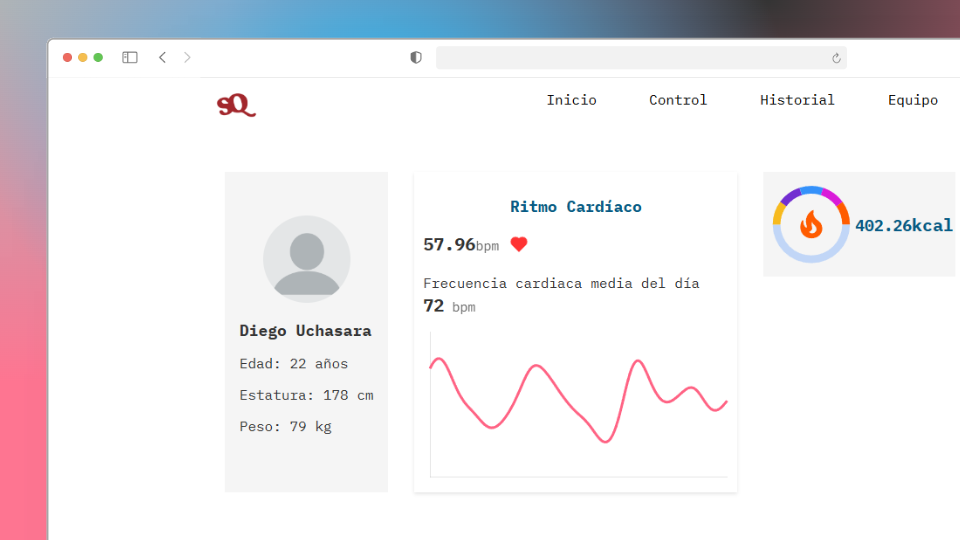 sQ
Inicio Control Historial Equipo
Diego Uchasara
Edad: 22 años
Estatura: 178 cm
Peso: 79 kg
Ritmo Cardíaco
57.96bpm
Frecuencia cardiaca media del día
72 bpm
402.26kcal